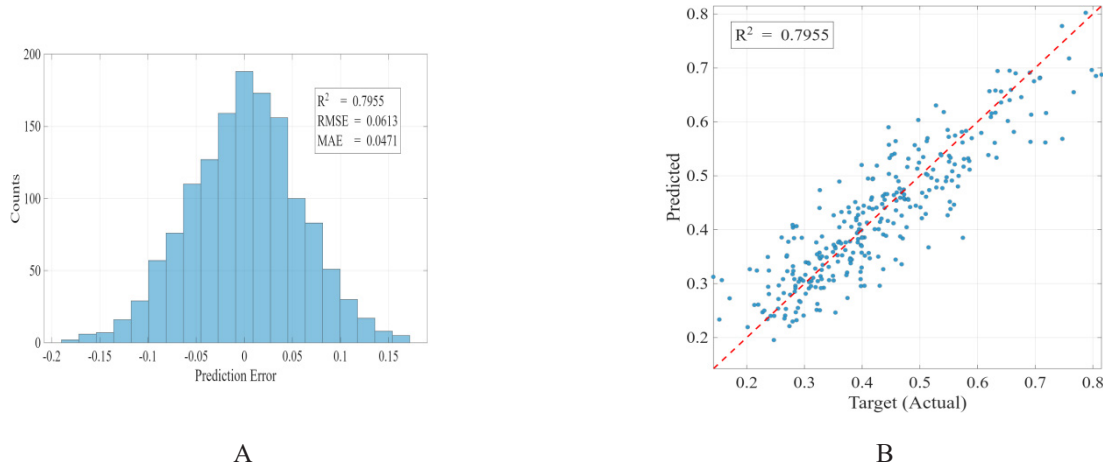 200
150
100
50
0
Counts
R² = 0.7955
RMSE = 0.0613
MAE = 0.0471
-0.2 -0.15 -0.1 -0.05 0 0.05 0.1 0.15
Prediction Error
A
0.8
0.7
0.6
0.5
0.4
0.3
0.2
Predicted
R² = 0.7955
0.2 0.3 0.4 0.5 0.6 0.7 0.8
Target (Actual)
B